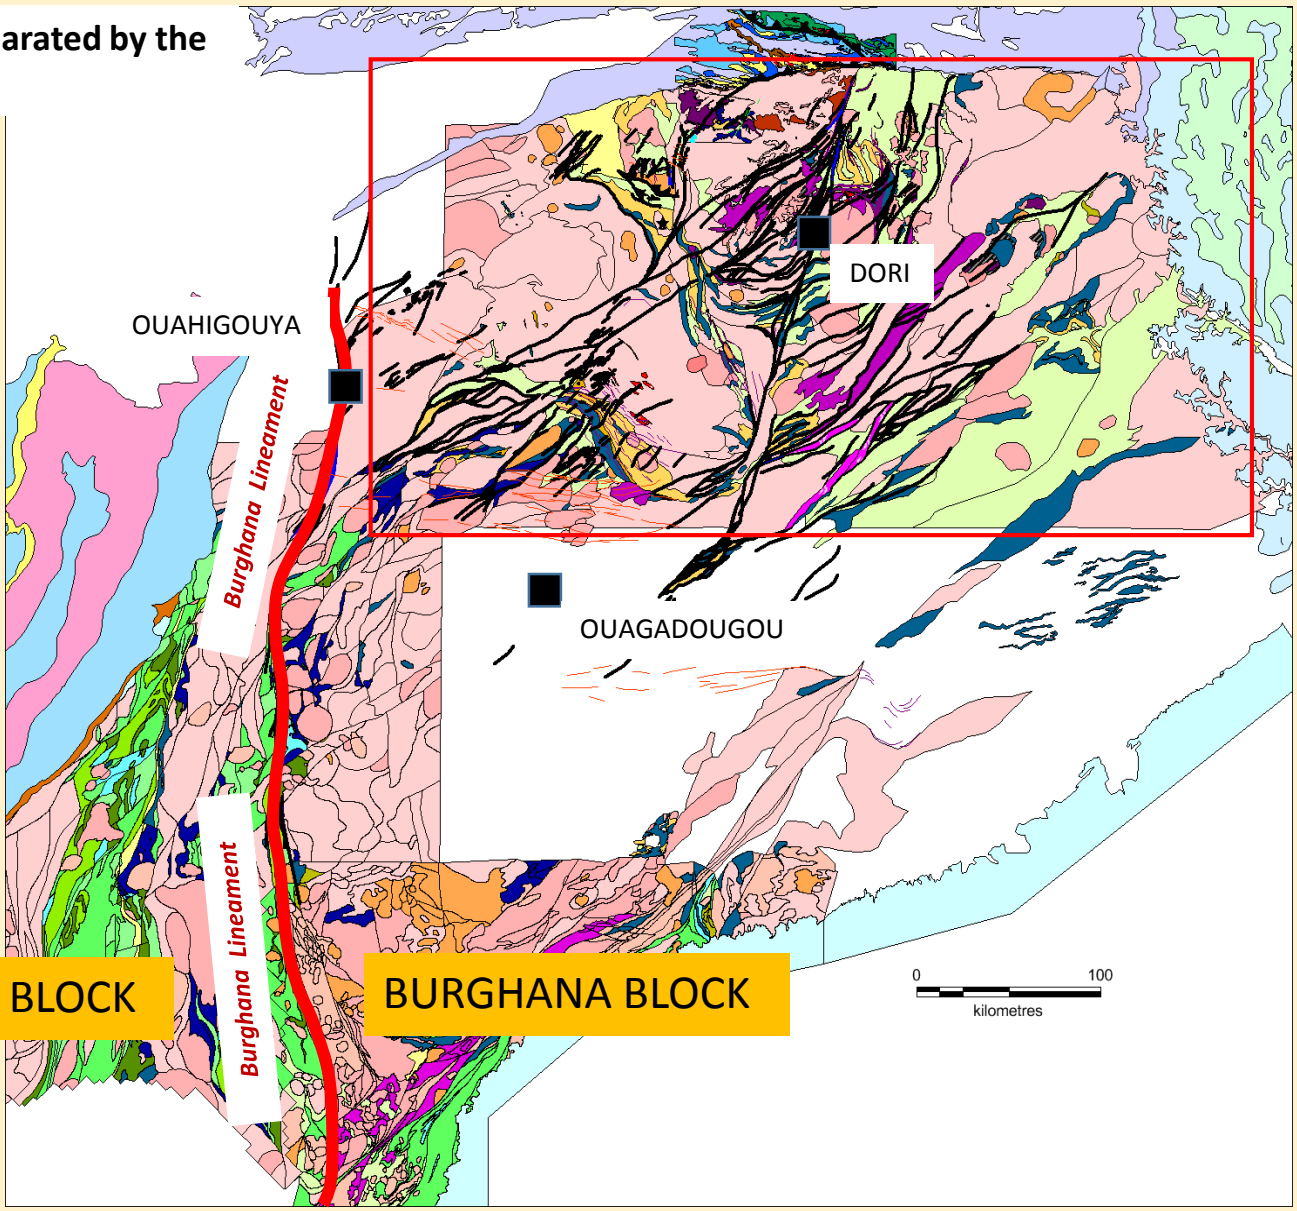 arated by the
OUAHIGOUYA
DORI
Burghana Lineament
OUAGADOUGOU
Burghana Lineament
BLOCK
BURGHANA BLOCK
0 100
kilometres